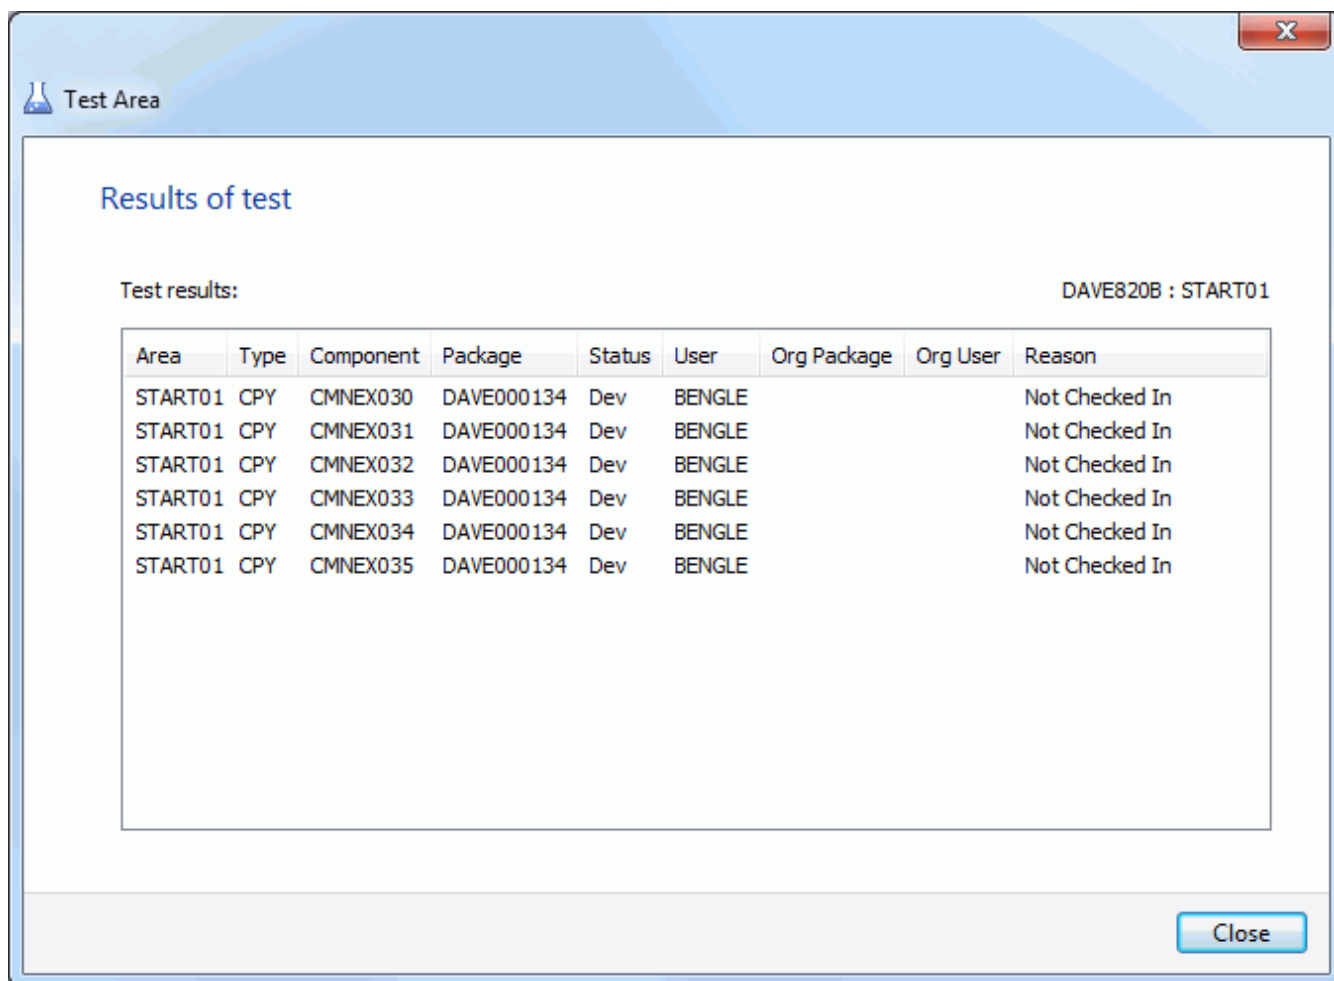 Test Area
Results of test
Test results: DAVE820B : START01
Area Type Component Package Status User Org Package Org User Reason
START01 CPY CMNEX030 DAVE000134 Dev BENGLE Not Checked In
START01 CPY CMNEX031 DAVE000134 Dev BENGLE Not Checked In
START01 CPY CMNEX032 DAVE000134 Dev BENGLE Not Checked In
START01 CPY CMNEX033 DAVE000134 Dev BENGLE Not Checked In
START01 CPY CMNEX034 DAVE000134 Dev BENGLE Not Checked In
START01 CPY CMNEX035 DAVE000134 Dev BENGLE Not Checked In
Close